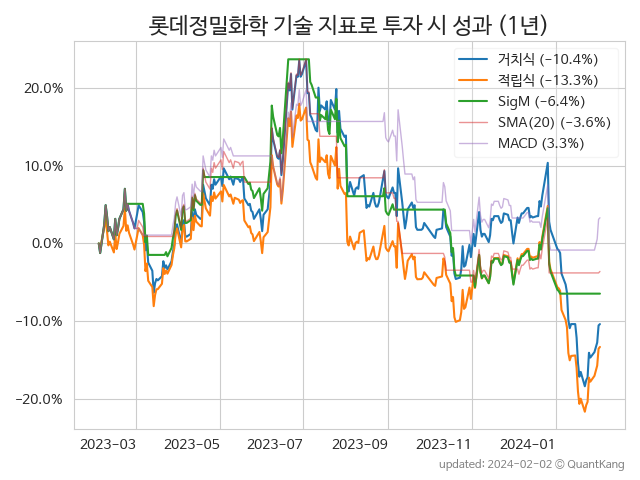 롯데정밀화학 기술 지표로 투자 시 성과 (1년)
거치식 (−10.4%)
적립식 (−13.3%)
SigM (−6.4%)
SMA(20) (−3.6%)
MACD (3.3%)
20.0%
10.0%
0.0%
−10.0%
−20.0%
2023-03 2023-05 2023-07 2023-09 2023-11 2024-01
updated: 2024-02-02 © QuantKang